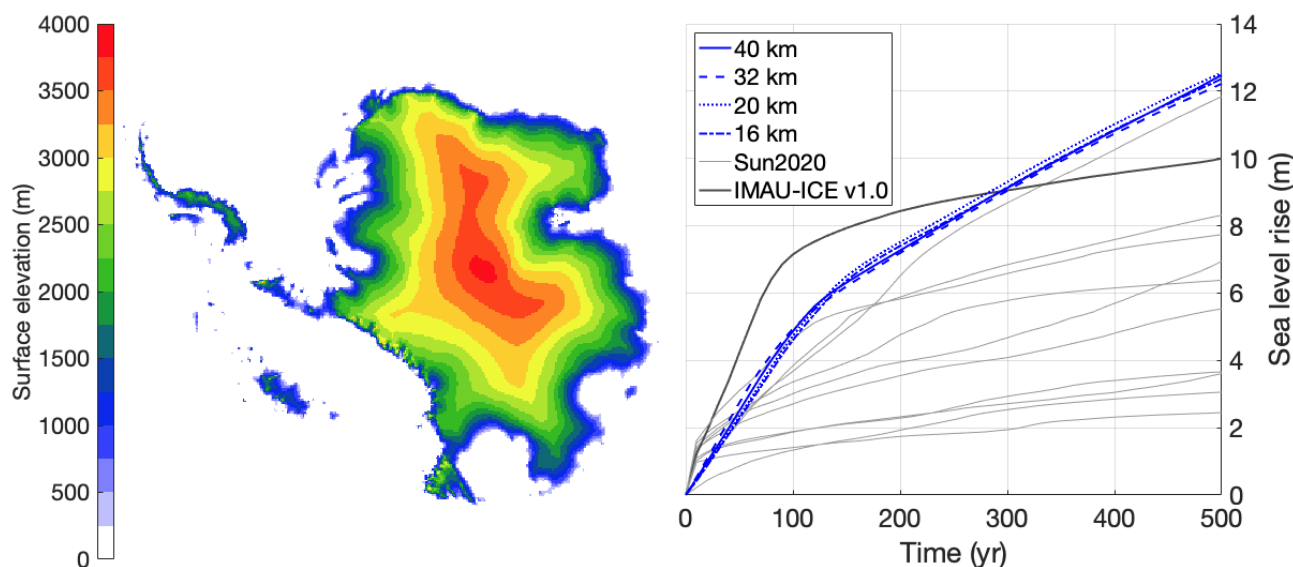 4000
3500
3000
2500
2000
1500
1000
500
0
Surface elevation (m)
40 km
32 km
20 km
16 km
Sun2020
IMAU-ICE v1.0
14
12
10
8
6
4
2
0
Sea level rise (m)
0 100 200 300 400 500
Time (yr)